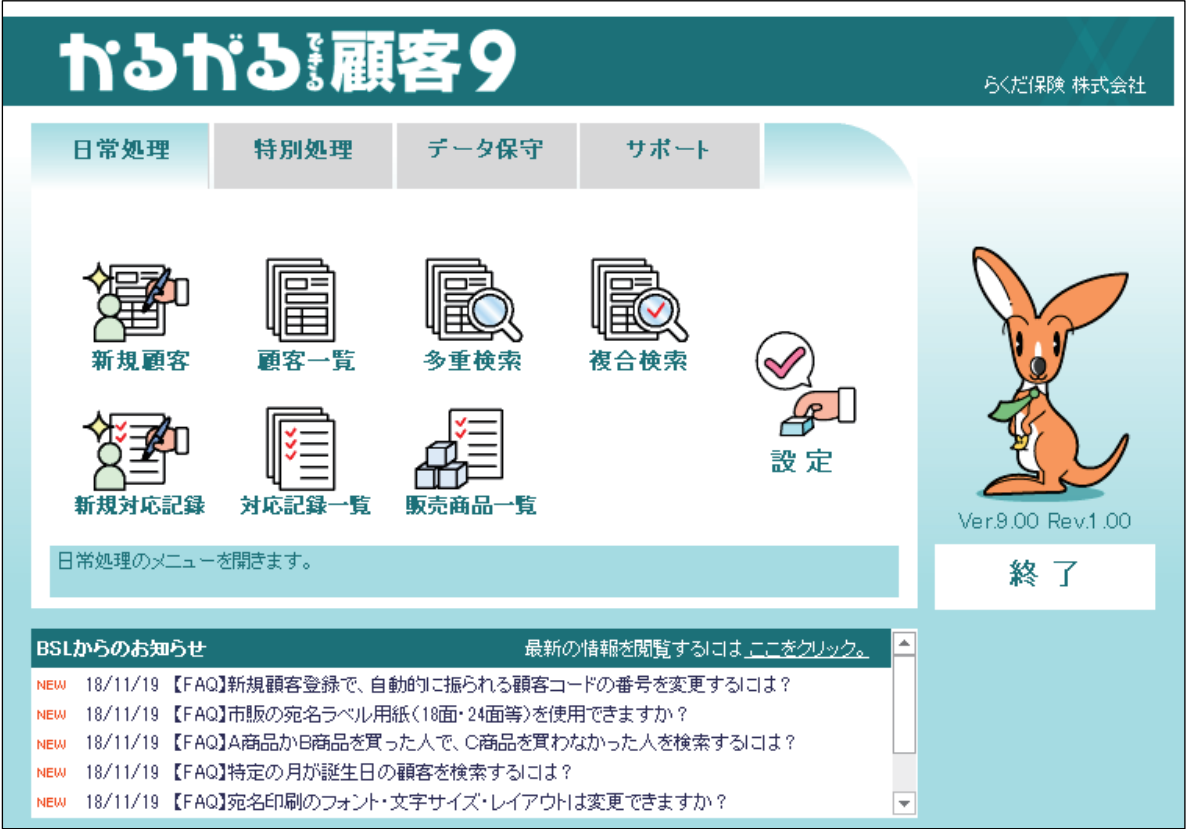 かるがるできる顧客9
らくだ保険 株式会社
日常処理 特別処理 データ保守 サポート
新規顧客 顧客一覧 多重検索 複合検索
設定
新規対応記録 対応記録一覧 販売商品一覧
Ver.9.00 Rev.1.00
日常処理のメニューを開きます。
終了
BSLからのお知らせ 最新の情報を閲覧するには ここをクリック。
NEW 18/11/19 【FAQ】新規顧客登録で、自動的に振られる顧客コードの番号を変更するには？
NEW 18/11/19 【FAQ】市販の宛名ラベル用紙（18面・24面等）を使用できますか？
NEW 18/11/19 【FAQ】A商品かB商品を買った人で、C商品を買わなかった人を検索するには？
NEW 18/11/19 【FAQ】特定の月が誕生日の顧客を検索するには？
NEW 18/11/19 【FAQ】宛名印刷のフォント・文字サイズ・レイアウトは変更できますか？